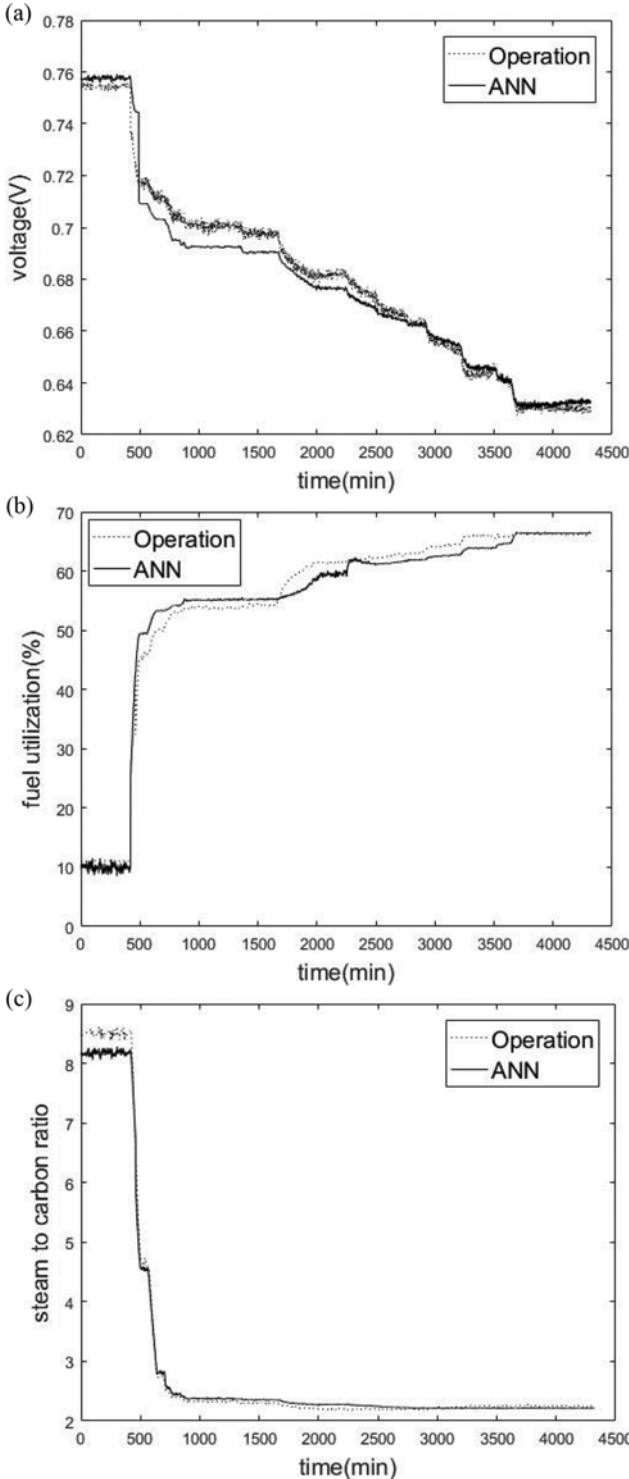 (a)
0.78
0.76
0.74
0.72
0.7
0.68
0.66
0.64
0.62
voltage(V)
Operation
ANN
0 500 1000 1500 2000 2500 3000 3500 4000 4500
time(min)
(b)
70
60
50
40
30
20
10
0
fuel utilization(%)
Operation
ANN
0 500 1000 1500 2000 2500 3000 3500 4000 4500
time(min)
(c)
9
8
7
6
5
4
3
2
steam to carbon ratio
Operation
ANN
0 500 1000 1500 2000 2500 3000 3500 4000 4500
time(min)